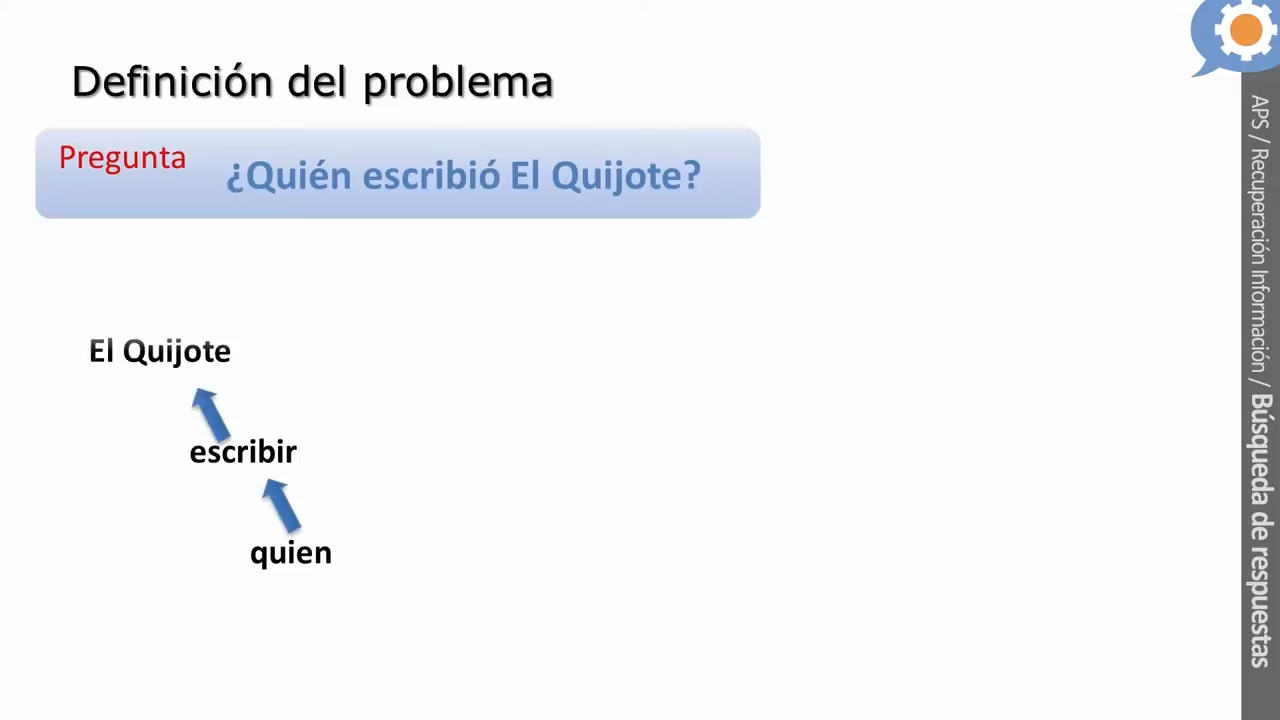 Definición del problema
Pregunta
¿Quién escribió El Quijote?
El Quijote
escribir
quien
APS / Recuperación Información / Búsqueda de respuestas